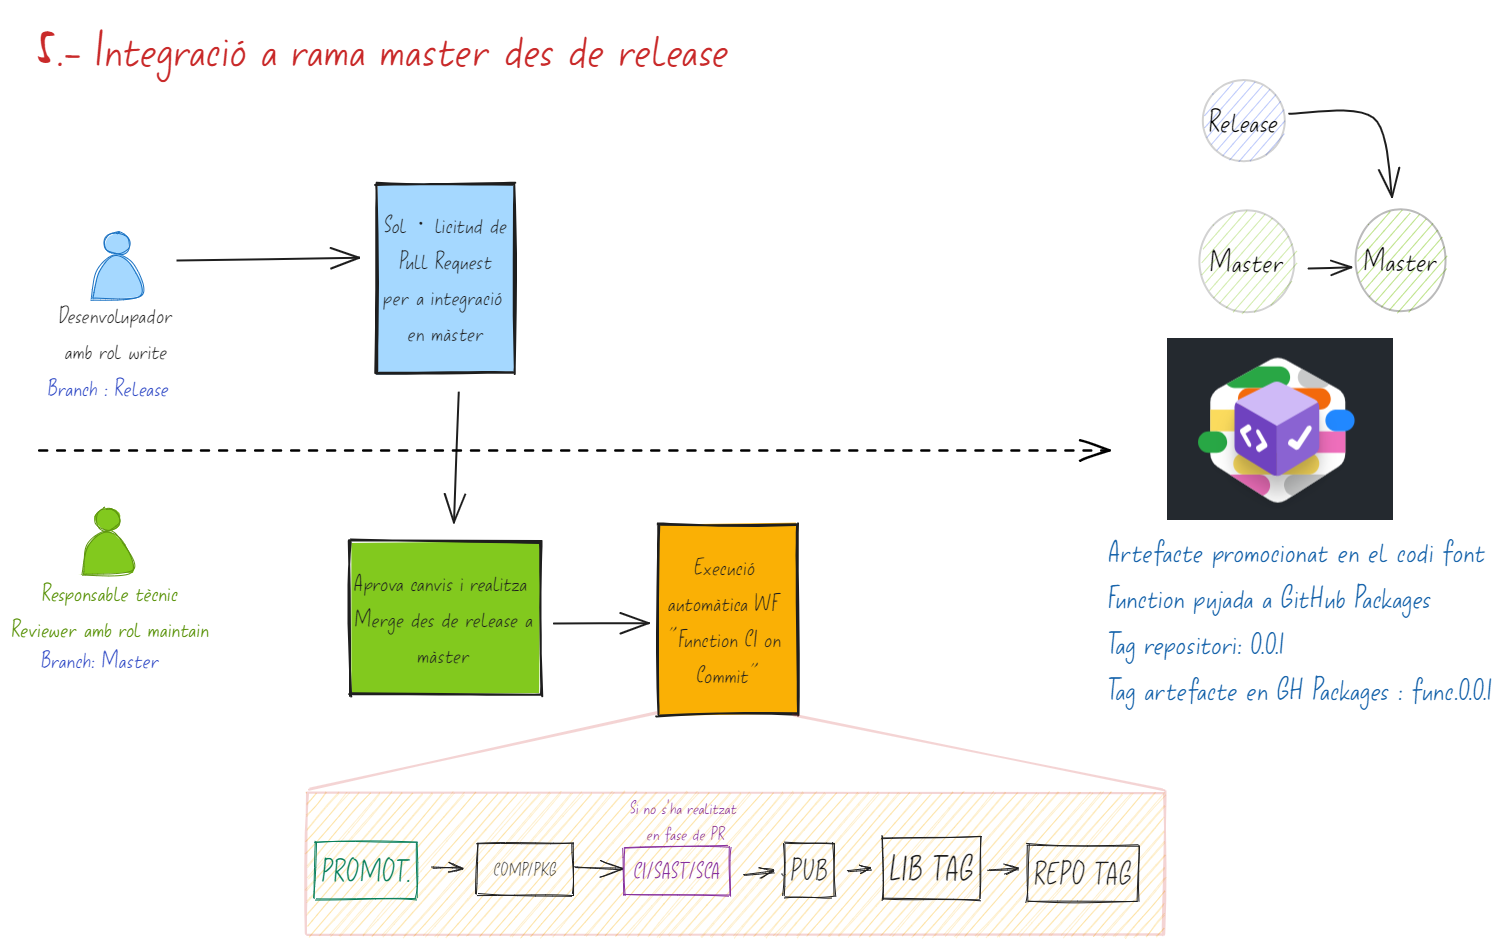 5.- Integració a rama master des de release
Release
Master
Master
Sol · licitud de
Pull Request
per a integració
en màster
Desenvolupador
amb rol write
Branch : Release
Responsable tècnic
Reviewer amb rol maintain
Branch: Master
Aprova canvis i realitza
Merge des de release a
màster
Execució
automàtica WF
"Function CI on
Commit"
Artefacte promocionat en el codi font
Function pujada a GitHub Packages
Tag repositori: 0.0.1
Tag artefacte en GH Packages : func.0.0.1
Si no s'ha realitzat
en fase de PR
PROMOT.
COMP/PKG
CI/SAST/SCA
PUB
LIB TAG
REPO TAG